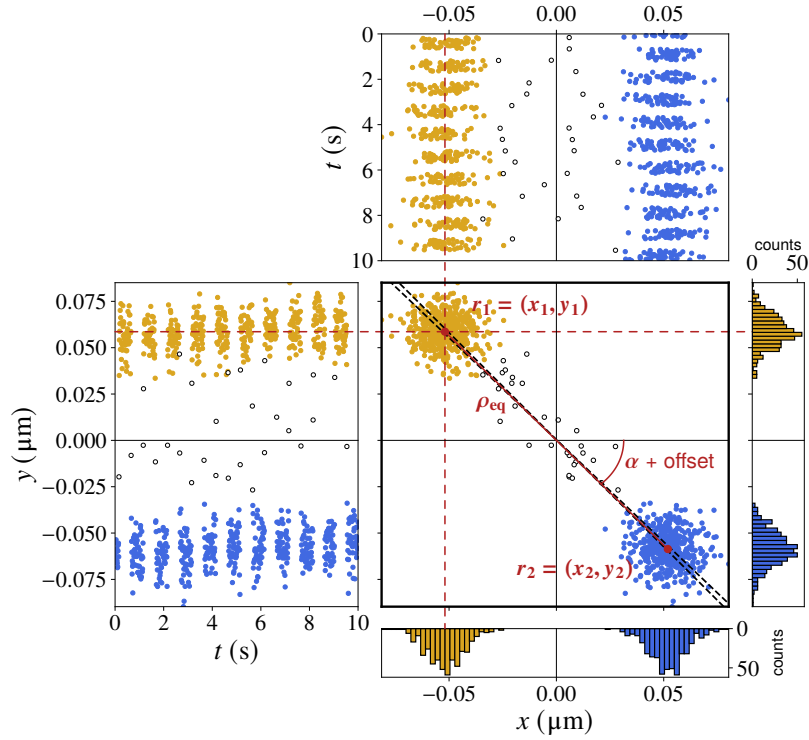 −0.05 0.00 0.05
0
2
4
6
8
10
t (s)
counts
0 50
0.075
0.050
0.025
0.000
−0.025
−0.050
−0.075
y (μm)
0 2 4 6 8 10
t (s)
r₁ = (x₁, y₁)
ρeq
α + offset
r₂ = (x₂, y₂)
0
50
counts
−0.05 0.00 0.05
x (μm)